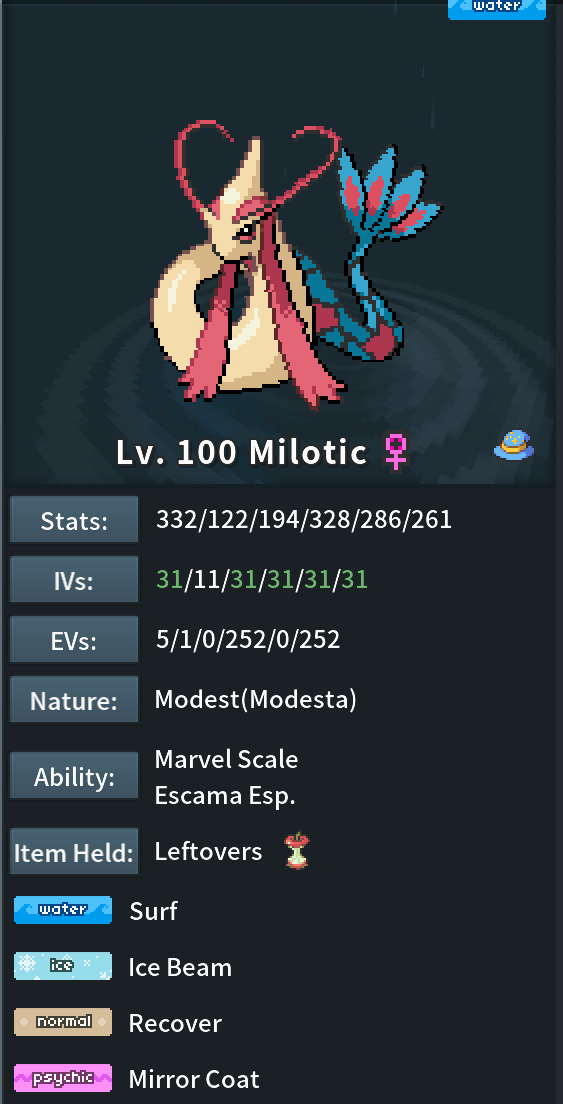 water
Lv. 100 Milotic ♀
Stats: 332/122/194/328/286/261
IVs: 31/11/31/31/31/31
EVs: 5/1/0/252/0/252
Nature: Modest(Modesta)
Ability: Marvel Scale
Escama Esp.
Item Held: Leftovers
water Surf
ice Ice Beam
normal Recover
psychic Mirror Coat